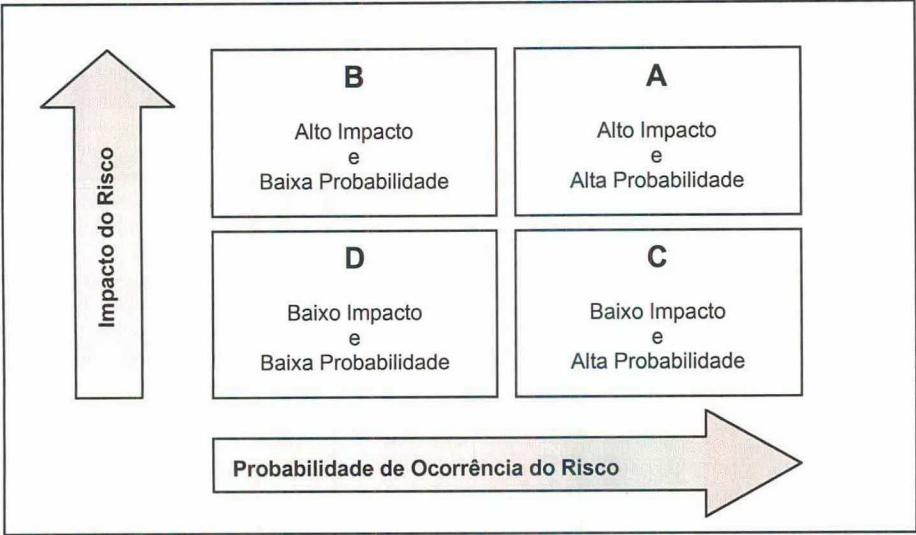 Impacto do Risco
B
Alto Impacto
e
Baixa Probabilidade
A
Alto Impacto
e
Alta Probabilidade
D
Baixo Impacto
e
Baixa Probabilidade
C
Baixo Impacto
e
Alta Probabilidade
Probabilidade de Ocorrência do Risco